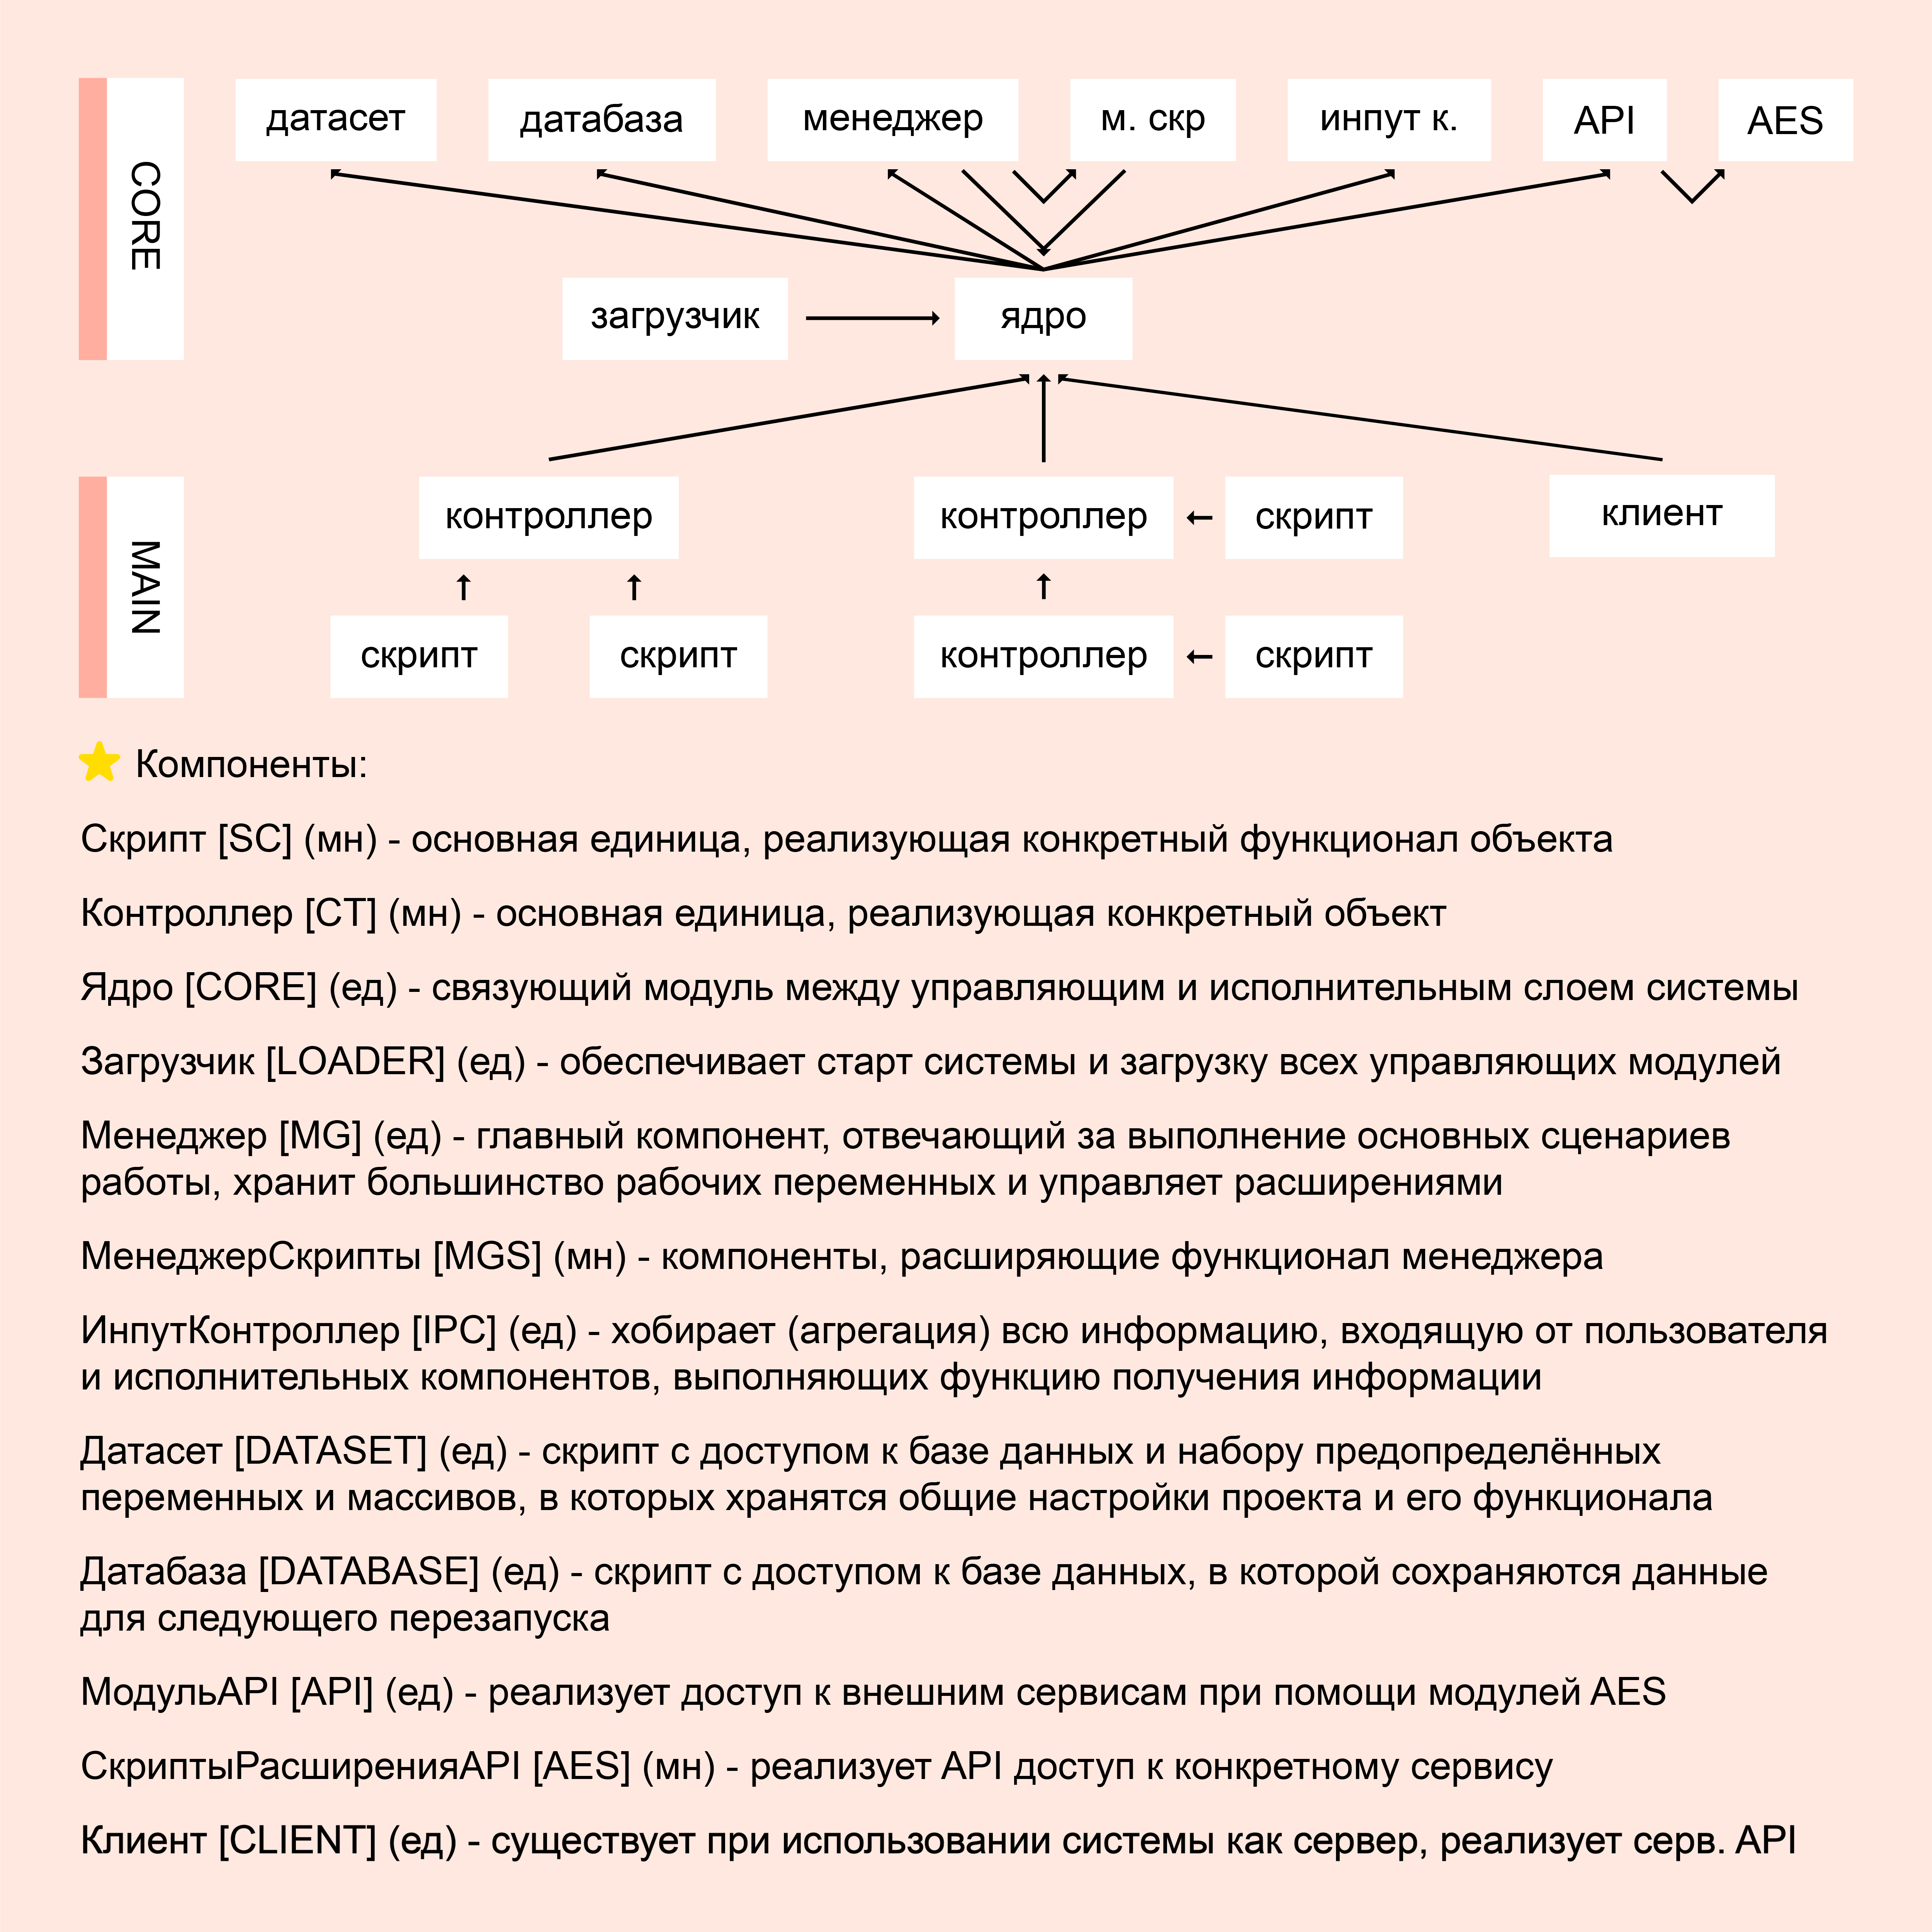 датасет
датабаза
менеджер
м. скр
инпут к.
API
AES
CORE
загрузчик
ядро
MAIN
контроллер
контроллер
скрипт
клиент
скрипт
скрипт
контроллер
скрипт
Компоненты:
Скрипт [SC] (мн) - основная единица, реализующая конкретный функционал объекта
Контроллер [CT] (мн) - основная единица, реализующая конкретный объект
Ядро [CORE] (ед) - связующий модуль между управляющим и исполнительным слоем системы
Загрузчик [LOADER] (ед) - обеспечивает старт системы и загрузку всех управляющих модулей
Менеджер [MG] (ед) - главный компонент, отвечающий за выполнение основных сценариев
работы, хранит большинство рабочих переменных и управляет расширениями
МенеджерСкрипты [MGS] (мн) - компоненты, расширяющие функционал менеджера
ИнпутКонтроллер [IPC] (ед) - хобирает (агрегация) всю информацию, входящую от пользователя
и исполнительных компонентов, выполняющих функцию получения информации
Датасет [DATASET] (ед) - скрипт с доступом к базе данных и набору предопределённых
переменных и массивов, в которых хранятся общие настройки проекта и его функционала
Датабаза [DATABASE] (ед) - скрипт с доступом к базе данных, в которой сохраняются данные
для следующего перезапуска
МодульAPI [API] (ед) - реализует доступ к внешним сервисам при помощи модулей AES
СкриптыРасширенияAPI [AES] (мн) - реализует API доступ к конкретному сервису
Клиент [CLIENT] (ед) - существует при использовании системы как сервер, реализует серв. API